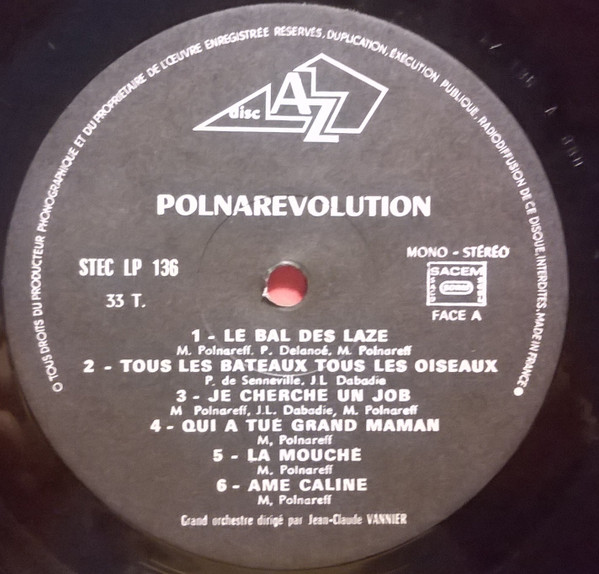 ○ TOUS DROITS DU PRODUCTEUR PHONOGRAPHIQUE ET DU PROPRIETAIRE DE L'ŒUVRE ENREGISTRÉE RÉSERVÉS, DUPLICATION, ÉXÉCUTION PUBLIQUE, RADIODIFFUSION DE CE DISQUE, INTERDITES, MADE IN FRANCE ●
disc AZ
POLNAREVOLUTION
STEC LP 136
33 T.
MONO - STÉRÉO
SACEM
FACE A
1 - LE BAL DES LAZE
M. Polnareff, P. Delanoé, M. Polnareff
2 - TOUS LES BATEAUX TOUS LES OISEAUX
P. de Senneville, J.L Dabadie
3 - JE CHERCHE UN JOB
M Polnareff, J.L. Dabadie, M. Polnareff
4 - QUI A TUÉ GRAND MAMAN
M, Polnareff
5 - LA MOUCHE
M. Polnareff
6 - AME CALINE
M, Polnareff
Grand orchestre dirigé par Jean-Claude VANNIER